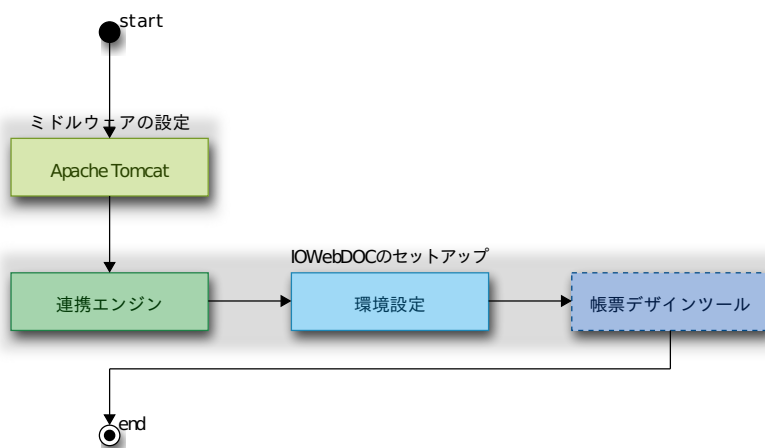 start
ミドルウェアの設定
Apache Tomcat
IOWebDOCのセットアップ
連携エンジン
環境設定
帳票デザインツール
end